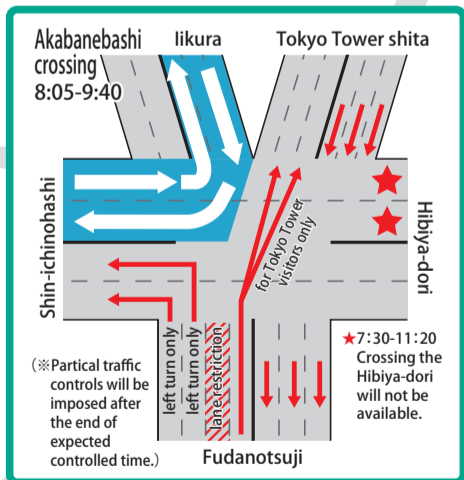 Akabanebashi
crossing
8:05-9:40
Iikura
Tokyo Tower shita
Shin-ichinohashi
Hibiya-dori
for Tokyo Tower
visitors only
left turn only
left turn only
lane restriction
(※Partical traffic
controls will be
imposed after
the end of
expected
controlled time.)
★7:30-11:20
Crossing the
Hibiya-dori
will not be
available.
Fudanotsuji